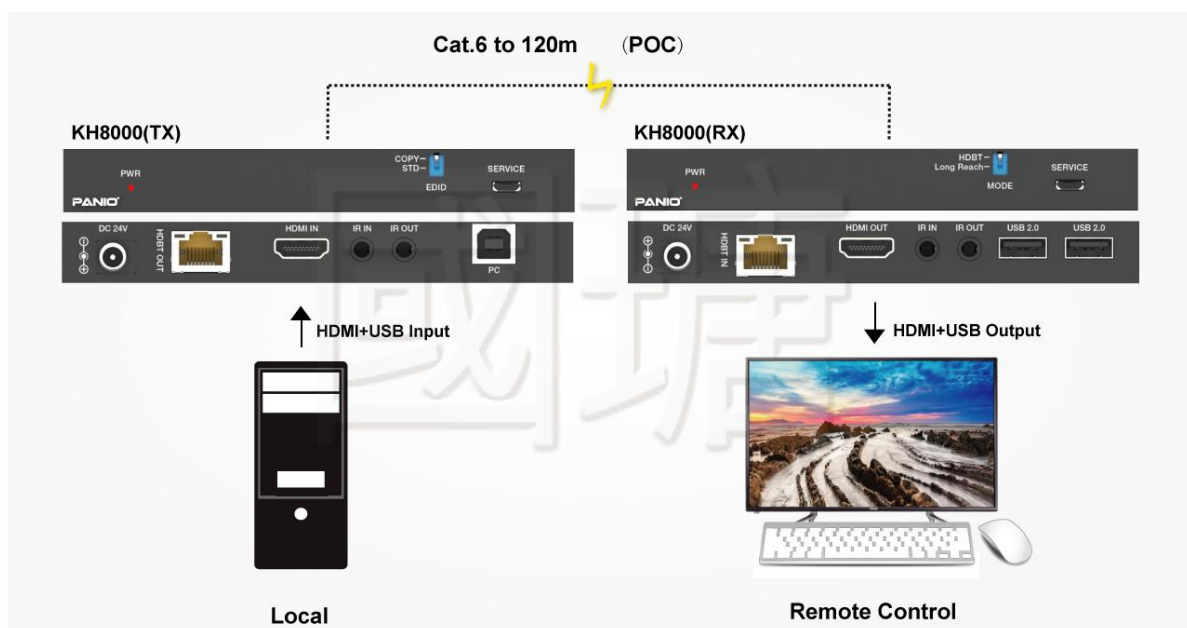 Cat.6 to 120m （POC）
KH8000(TX)
KH8000(RX)
PWR
COPY
STD
EDID
SERVICE
PANIO
PWR
HDBT
Long Reach
MODE
SERVICE
PANIO
DC 24V
HDBT OUT
HDMI IN
IR IN
IR OUT
PC
DC 24V
HDBT IN
HDMI OUT
IR IN
IR OUT
USB 2.0
USB 2.0
HDMI+USB Input
HDMI+USB Output
國瑭
Local
Remote Control